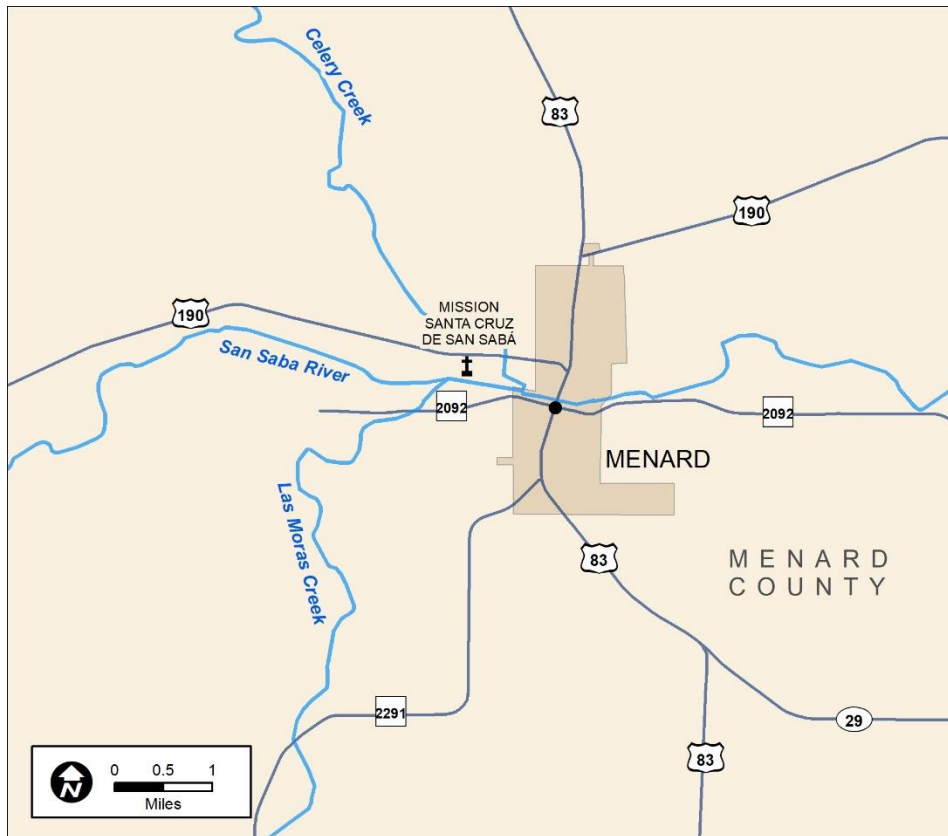 Celery Creek
83
190
MISSION
SANTA CRUZ
DE SAN SABÁ
190
San Saba River
2092
2092
MENARD
Las Moras Creek
83
MENARD
COUNTY
2291
29
83
N
0 0.5 1
Miles